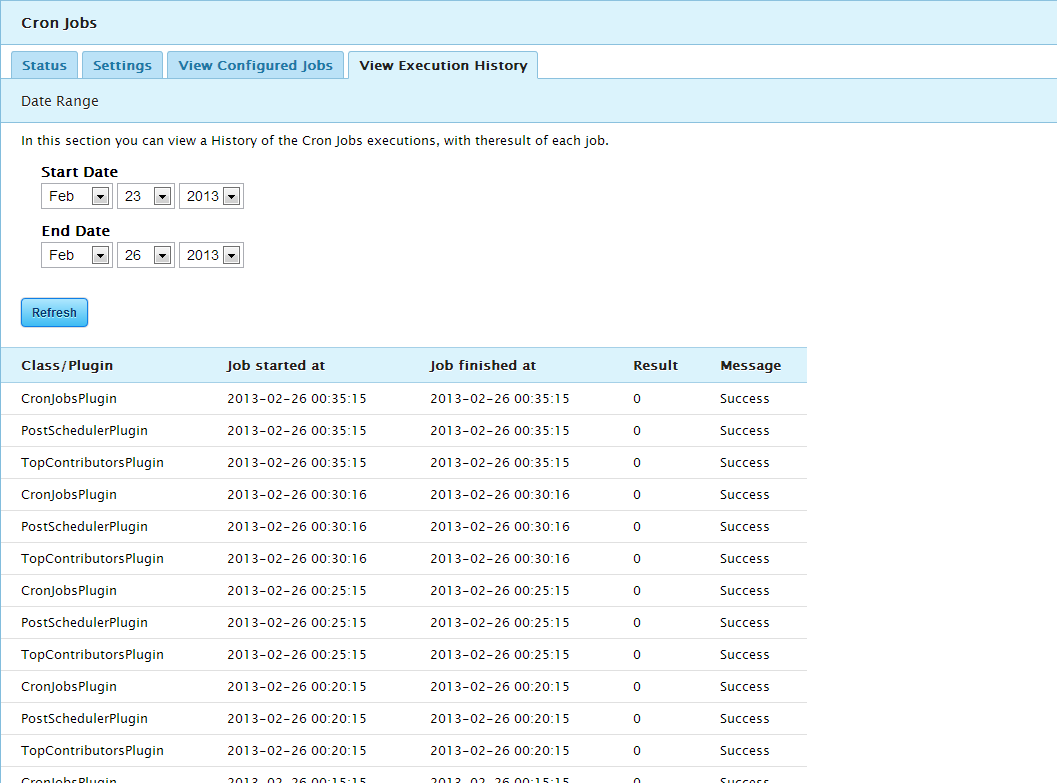 Cron Jobs
Status Settings View Configured Jobs View Execution History
Date Range
In this section you can view a History of the Cron Jobs executions, with theresult of each job.
Start Date
Feb 23 2013
End Date
Feb 26 2013
Refresh
Class/Plugin Job started at Job finished at Result Message
CronJobsPlugin 2013-02-26 00:35:15 2013-02-26 00:35:15 0 Success
PostSchedulerPlugin 2013-02-26 00:35:15 2013-02-26 00:35:15 0 Success
TopContributorsPlugin 2013-02-26 00:35:15 2013-02-26 00:35:15 0 Success
CronJobsPlugin 2013-02-26 00:30:16 2013-02-26 00:30:16 0 Success
PostSchedulerPlugin 2013-02-26 00:30:16 2013-02-26 00:30:16 0 Success
TopContributorsPlugin 2013-02-26 00:30:16 2013-02-26 00:30:16 0 Success
CronJobsPlugin 2013-02-26 00:25:15 2013-02-26 00:25:15 0 Success
PostSchedulerPlugin 2013-02-26 00:25:15 2013-02-26 00:25:15 0 Success
TopContributorsPlugin 2013-02-26 00:25:15 2013-02-26 00:25:15 0 Success
CronJobsPlugin 2013-02-26 00:20:15 2013-02-26 00:20:15 0 Success
PostSchedulerPlugin 2013-02-26 00:20:15 2013-02-26 00:20:15 0 Success
TopContributorsPlugin 2013-02-26 00:20:15 2013-02-26 00:20:15 0 Success
CronJobsPlugin 2013-02-26 00:15:15 2013-02-26 00:15:15 0 Success